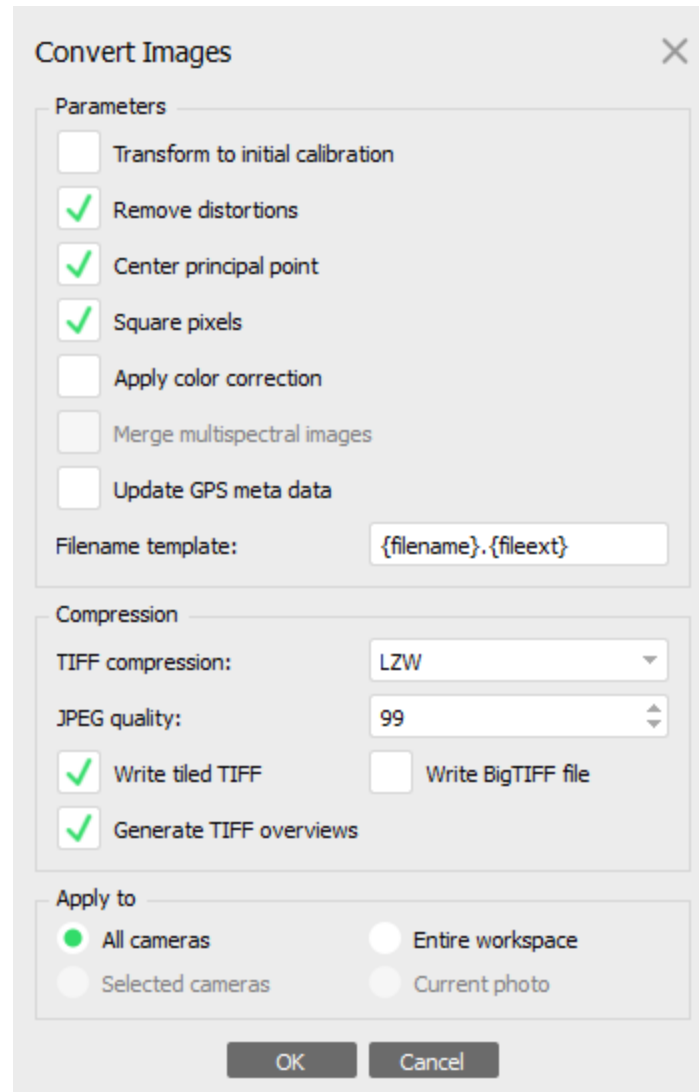 Convert Images
Parameters
Transform to initial calibration
Remove distortions
Center principal point
Square pixels
Apply color correction
Merge multispectral images
Update GPS meta data
Filename template: {filename}.{fileext}
Compression
TIFF compression: LZW
JPEG quality: 99
Write tiled TIFF Write BigTIFF file
Generate TIFF overviews
Apply to
All cameras Entire workspace
Selected cameras Current photo
OK Cancel